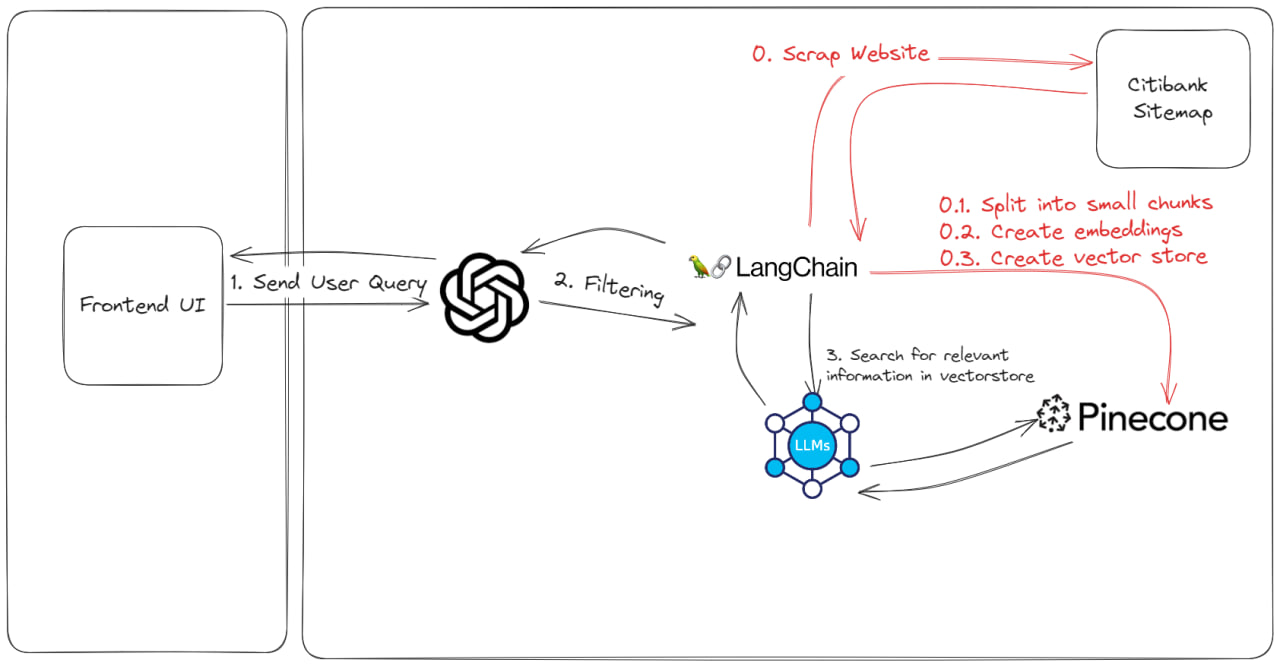 0. Scrap Website
Citibank
Sitemap
0.1. Split into small chunks
0.2. Create embeddings
0.3. Create vector store
Frontend UI
1. Send User Query
2. Filtering
LangChain
3. Search for relevant
information in vectorstore
LLMs
Pinecone